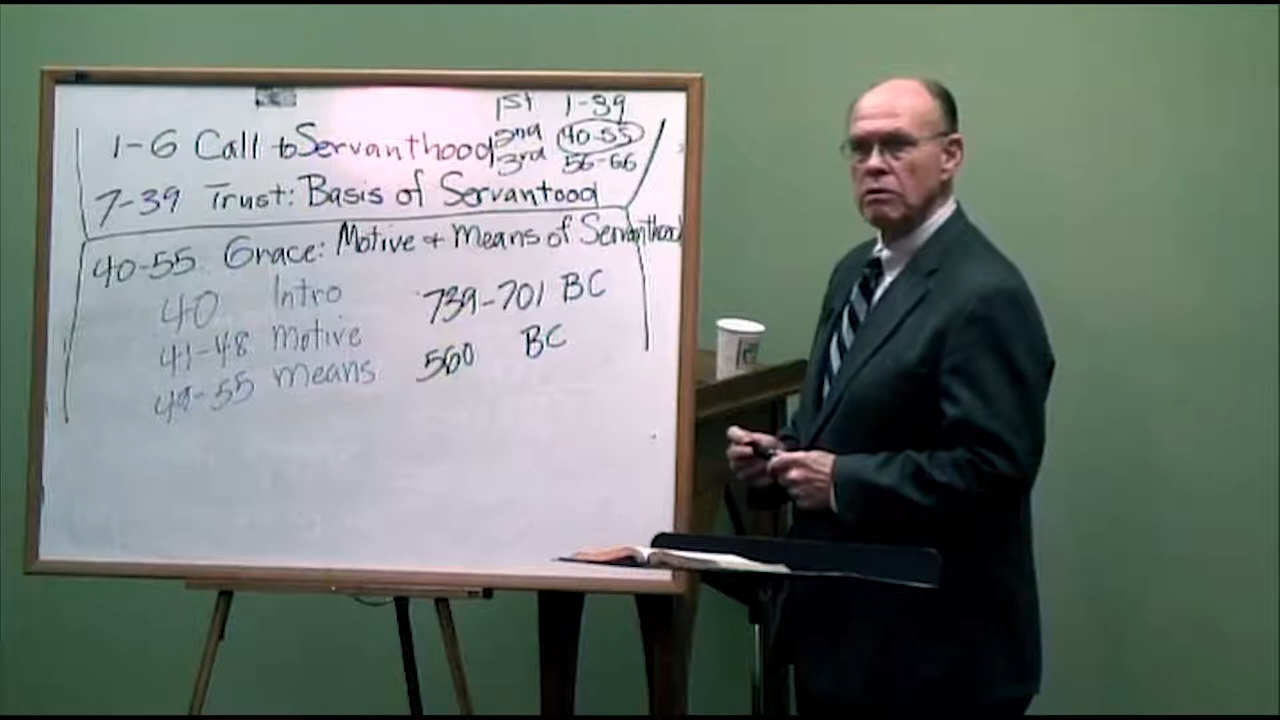 1st 1-39
1-6 Call to Servanthood 2nd 40-55
3rd 56-66
7-39 Trust: Basis of Servantood
40-55 Grace: Motive + Means of Servanthood
40 Intro 739-701 BC
41-48 Motive
560 BC
49-55 means